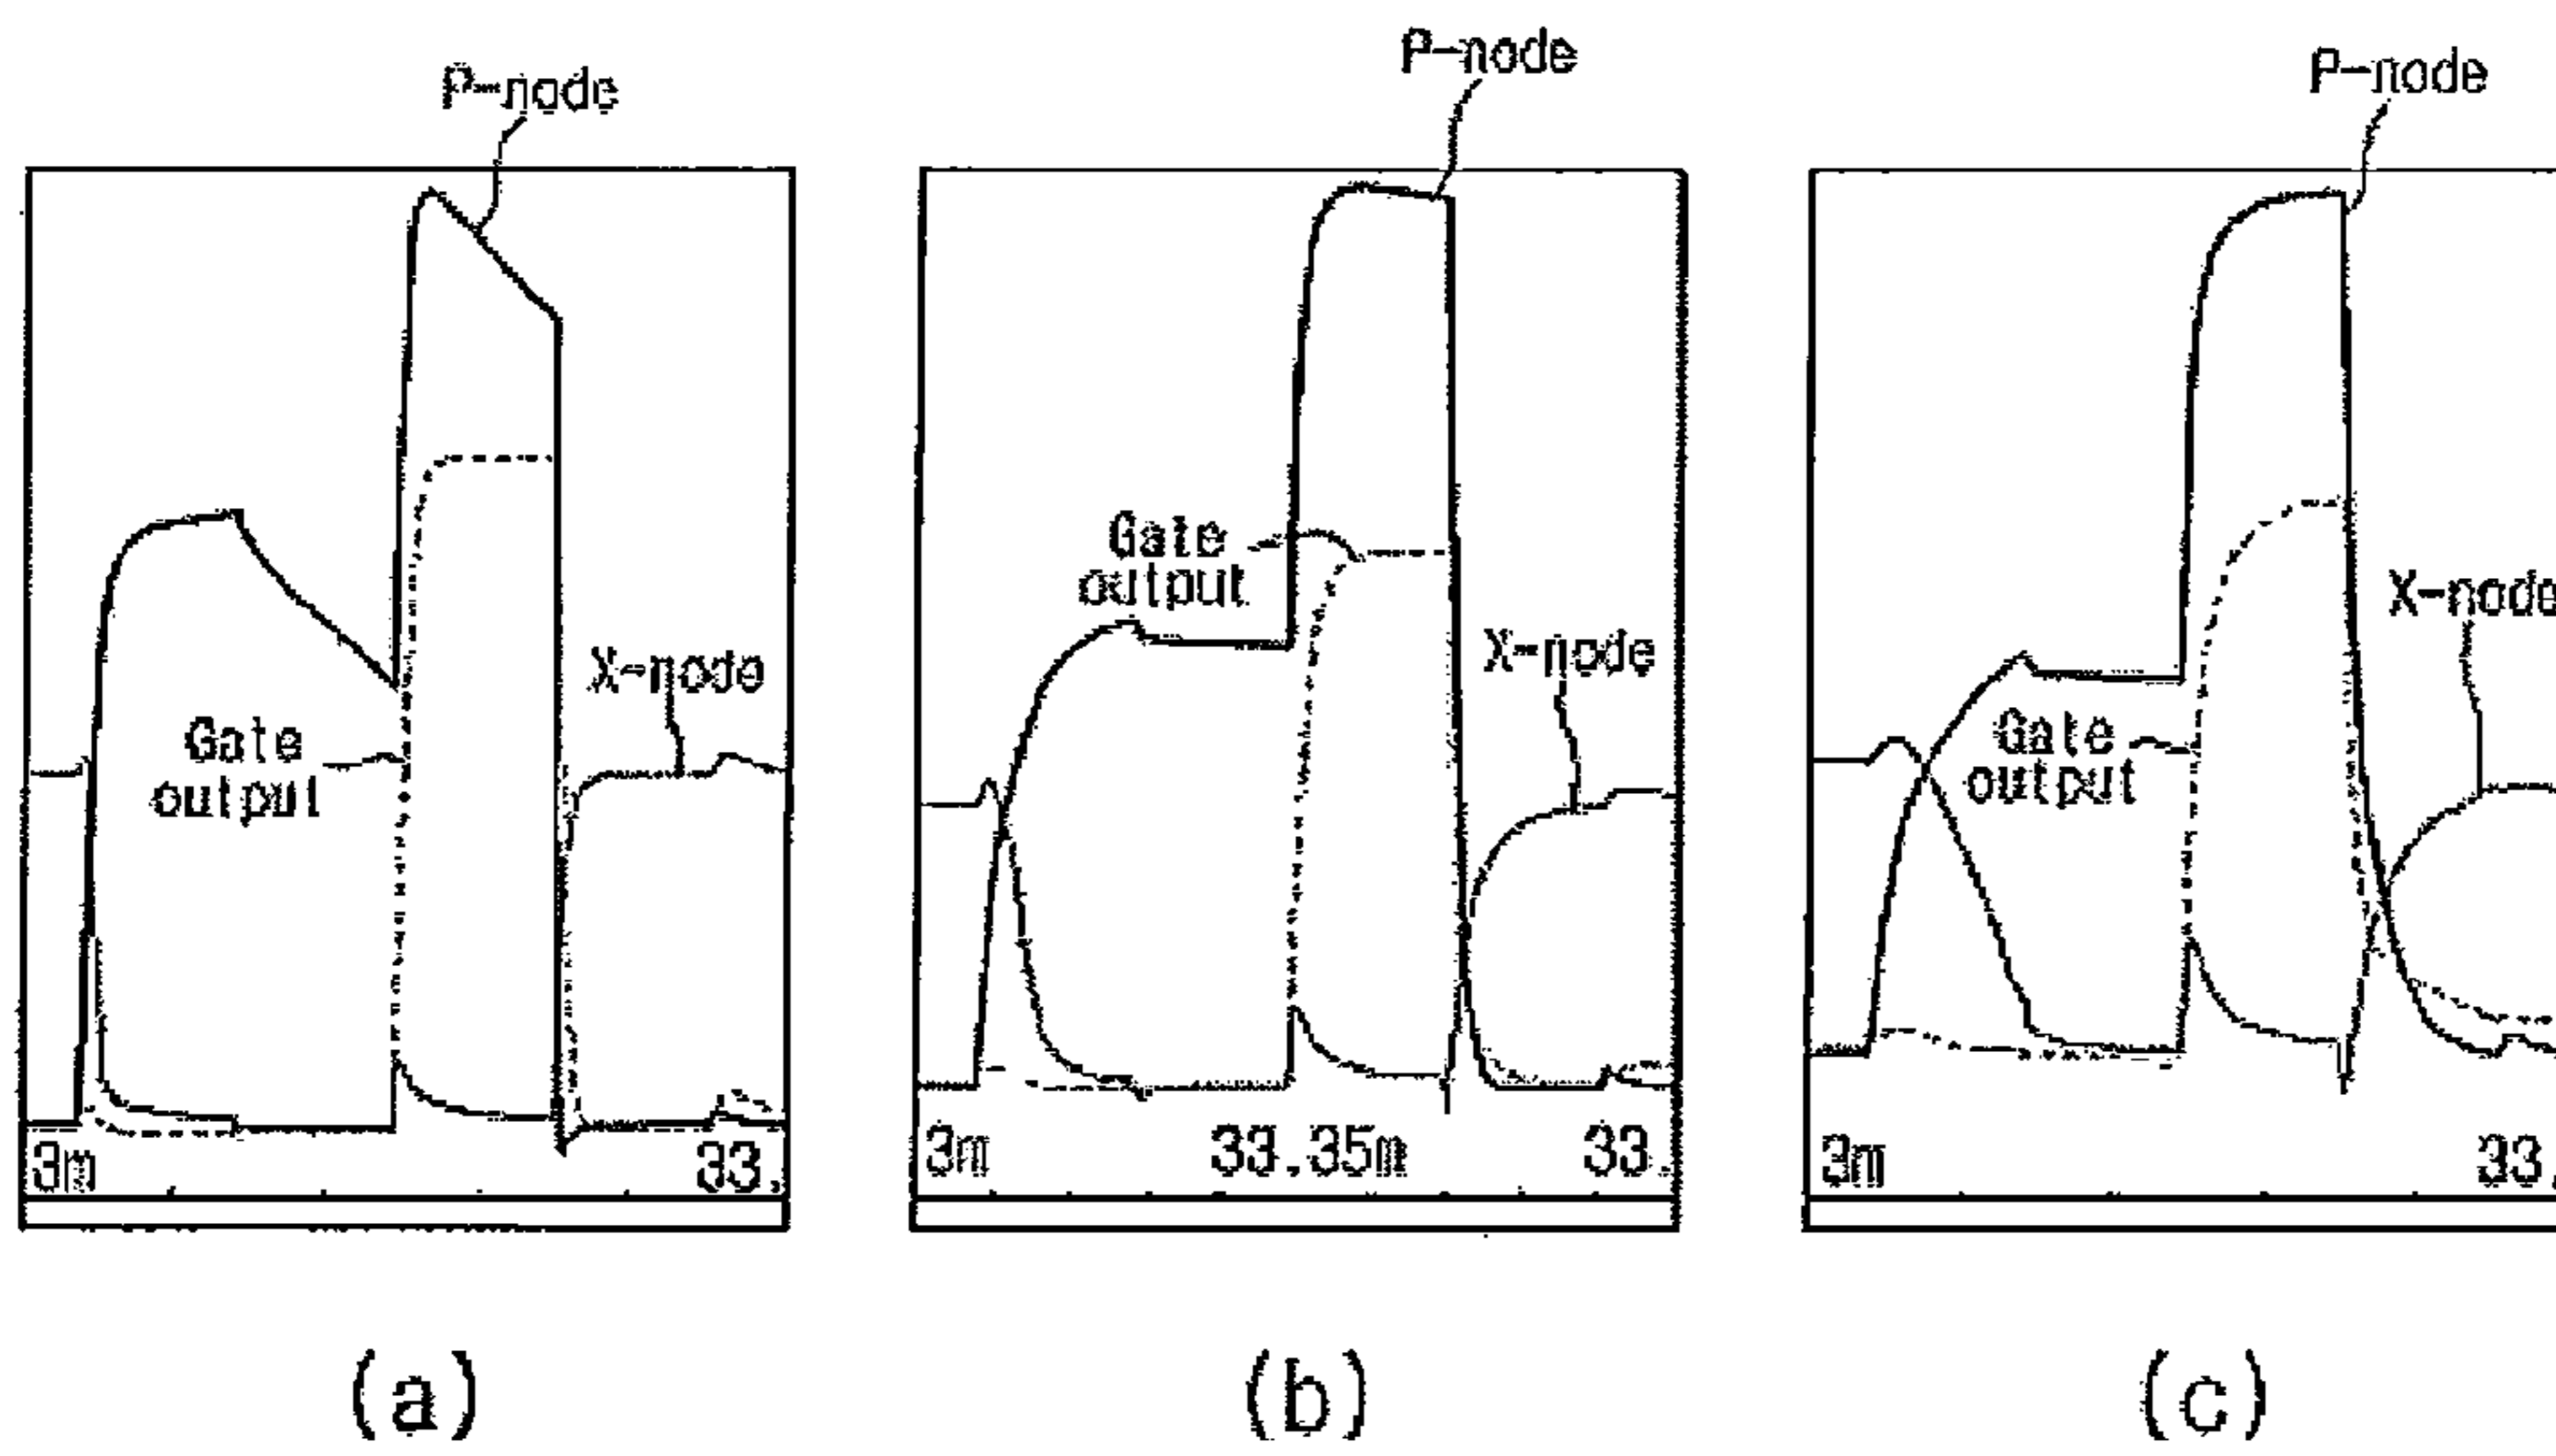 P-node
P-node
P-node
Gate
output
X-node
Gate
output
X-node
Gate
output
X-node
3m
33.
3m
33.35m
33.
3m
33.
(a)
(b)
(c)